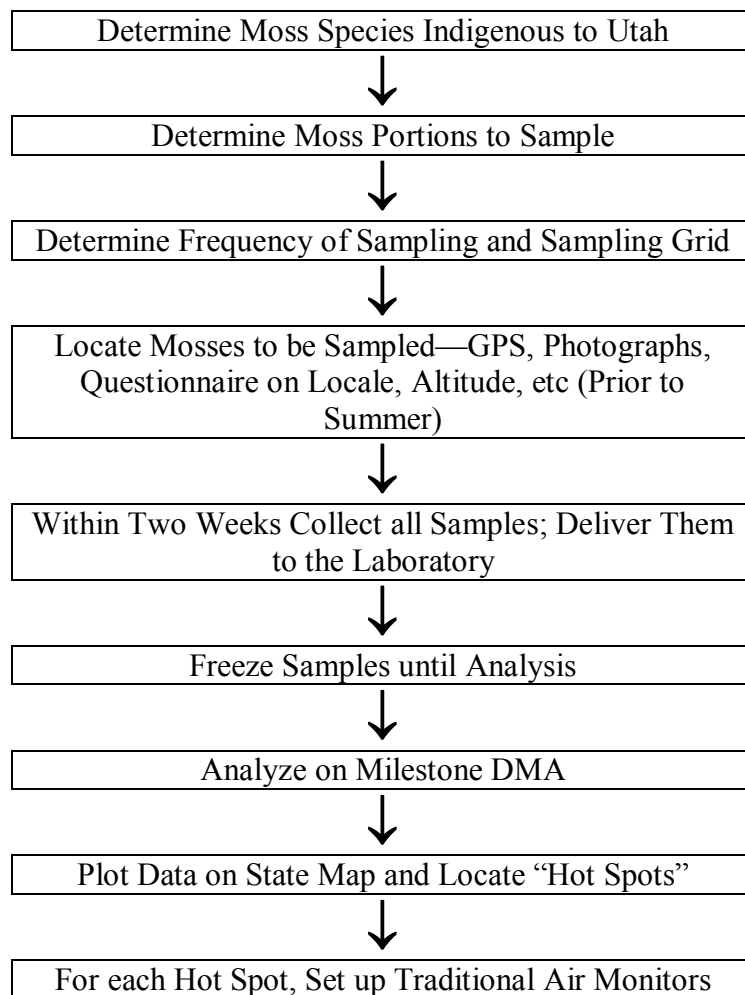 Determine Moss Species Indigenous to Utah
Determine Moss Portions to Sample
Determine Frequency of Sampling and Sampling Grid
Locate Mosses to be Sampled—GPS, Photographs,
Questionnaire on Locale, Altitude, etc (Prior to
Summer)
Within Two Weeks Collect all Samples; Deliver Them
to the Laboratory
Freeze Samples until Analysis
Analyze on Milestone DMA
Plot Data on State Map and Locate “Hot Spots”
For each Hot Spot, Set up Traditional Air Monitors